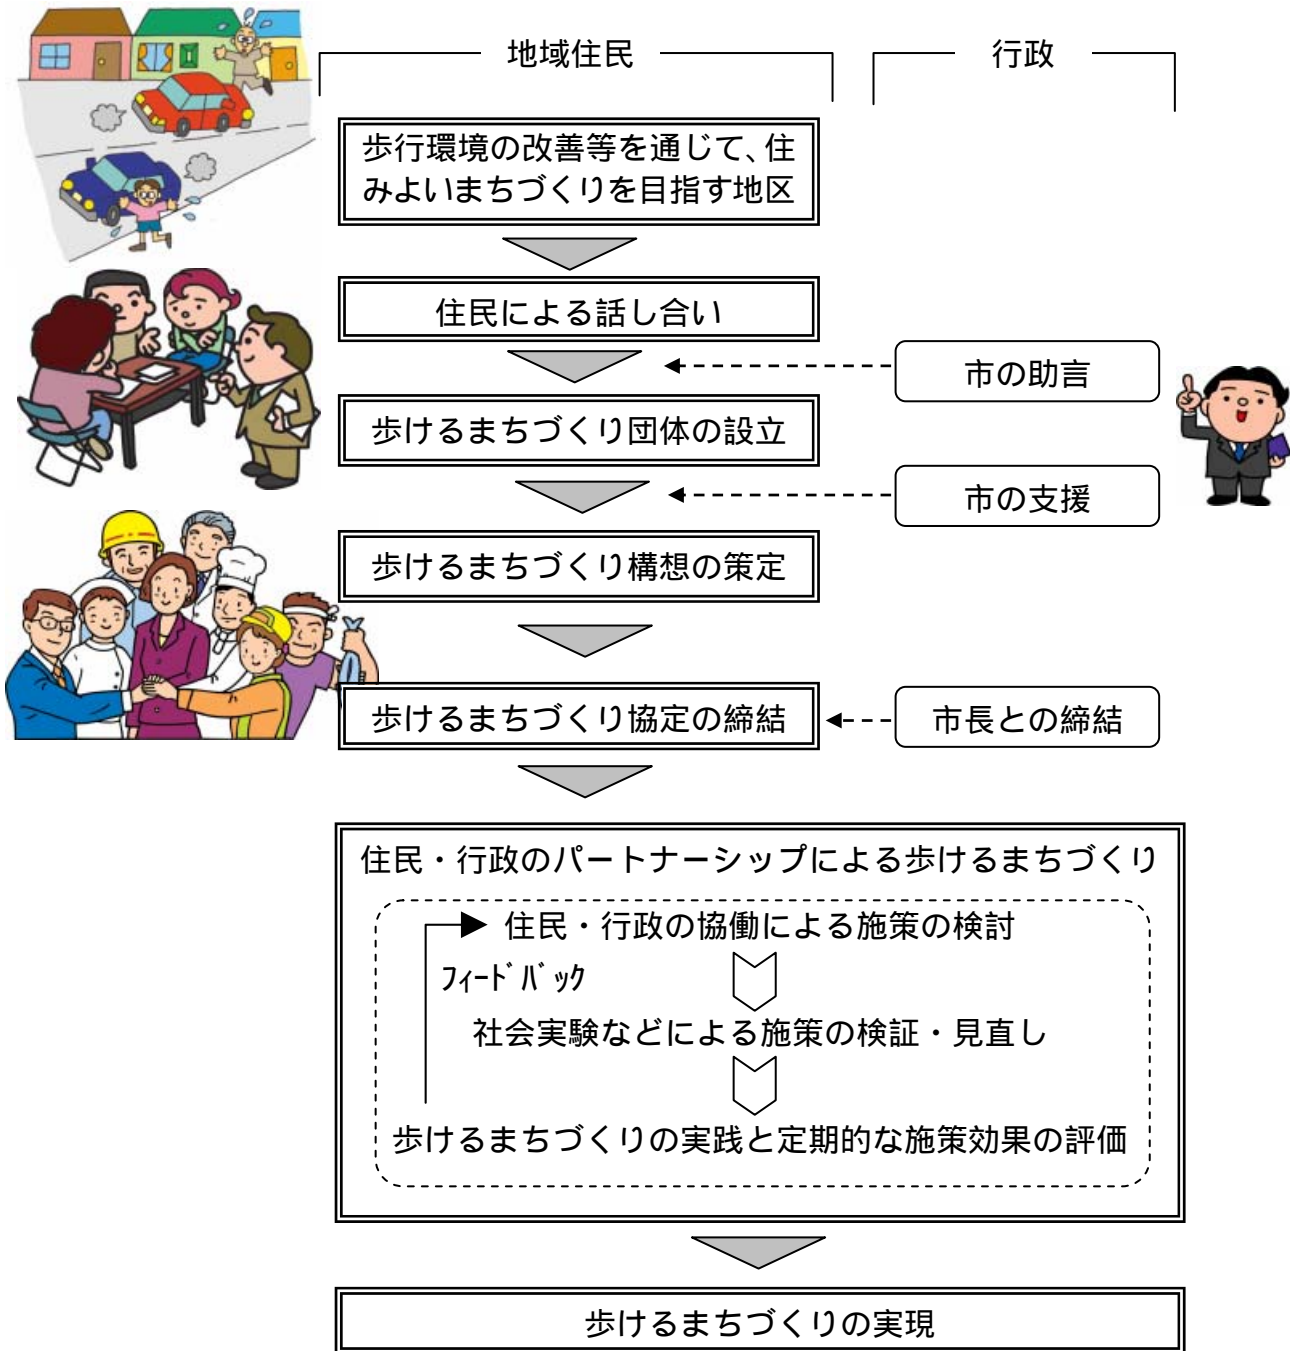 地域住民
行政
歩行環境の改善等を通じて、住
みよいまちづくりを目指す地区
住民による話し合い
市の助言
歩けるまちづくり団体の設立
市の支援
歩けるまちづくり構想の策定
歩けるまちづくり協定の締結
市長との締結
住民・行政のパートナーシップによる歩けるまちづくり
住民・行政の協働による施策の検討
ﾌｨｰﾄﾞﾊﾞｯｸ
社会実験などによる施策の検証・見直し
歩けるまちづくりの実践と定期的な施策効果の評価
歩けるまちづくりの実現